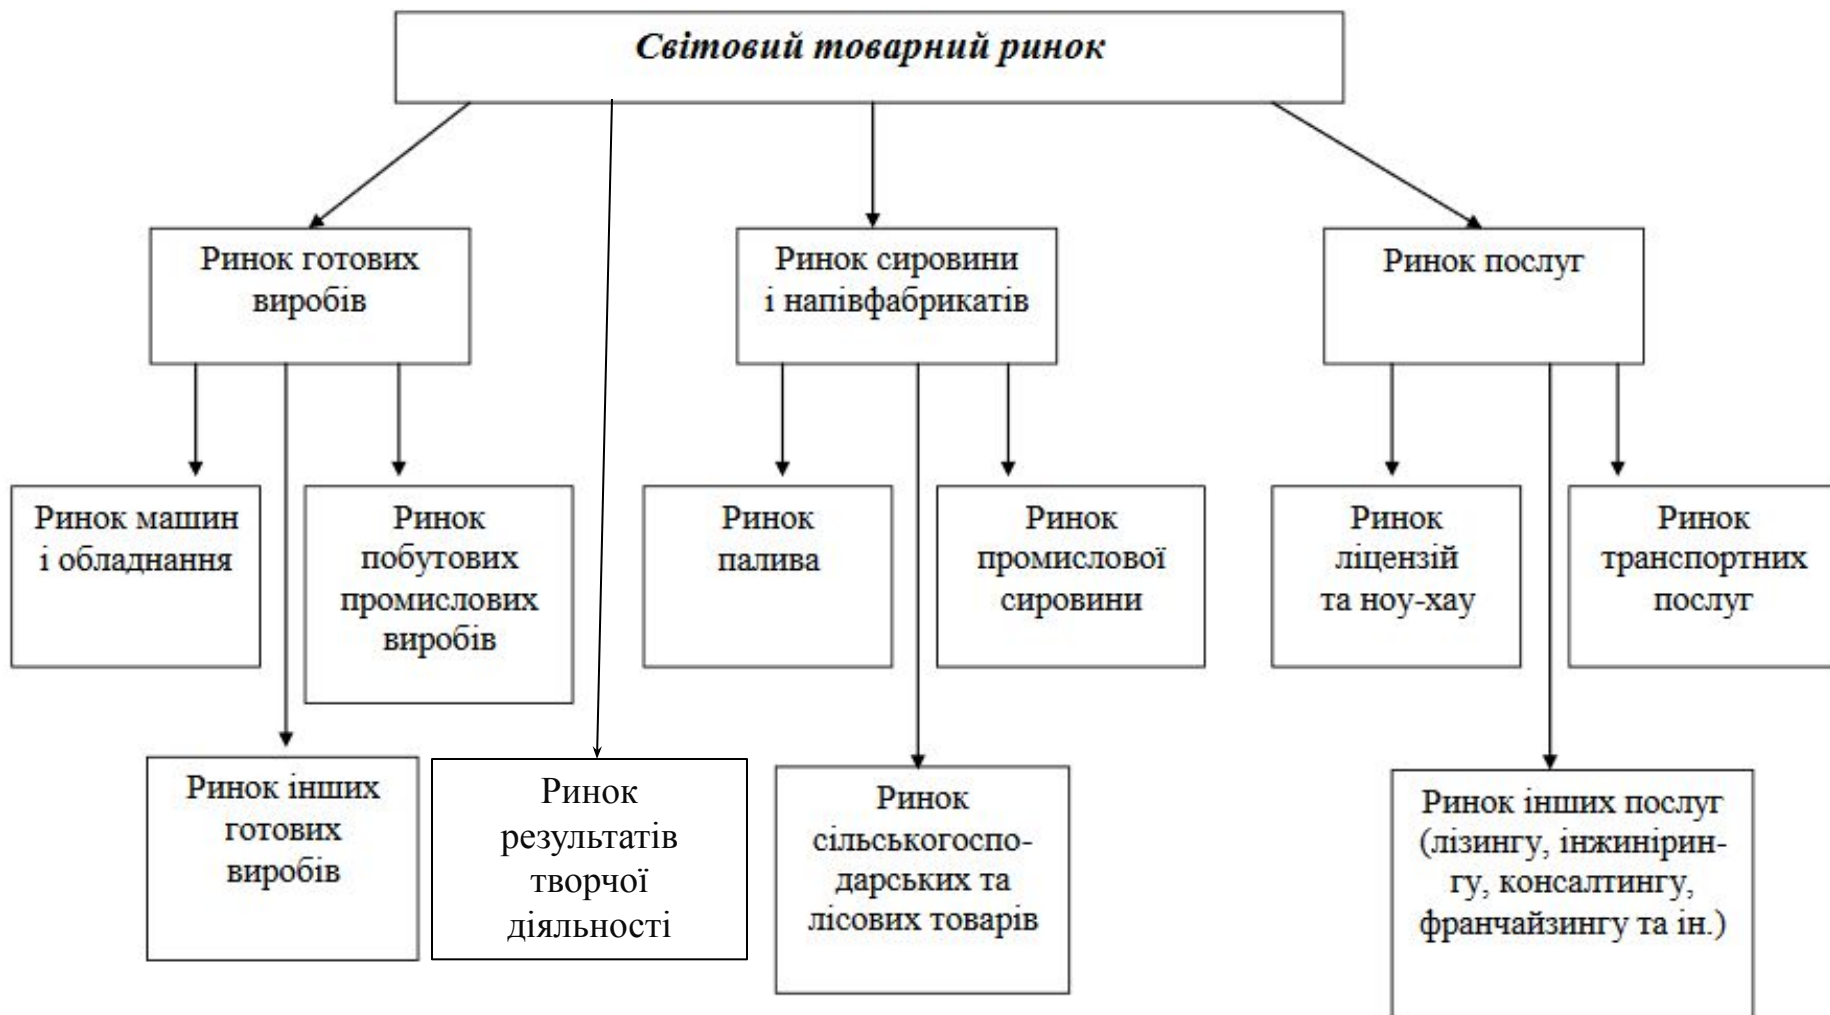 Світовий товарний ринок
Ринок готових
виробів
Ринок сировини
і напівфабрикатів
Ринок послуг
Ринок машин
і обладнання
Ринок
побутових
промислових
виробів
Ринок
палива
Ринок
промислової
сировини
Ринок
ліцензій
та ноу-хау
Ринок
транспортних
послуг
Ринок інших
готових
виробів
Ринок
результатів
творчої
діяльності
Ринок
сільськогоспо-
дарських та
лісових товарів
Ринок інших послуг
(лізингу, інжинірин-
гу, консалтингу,
франчайзингу та ін.)